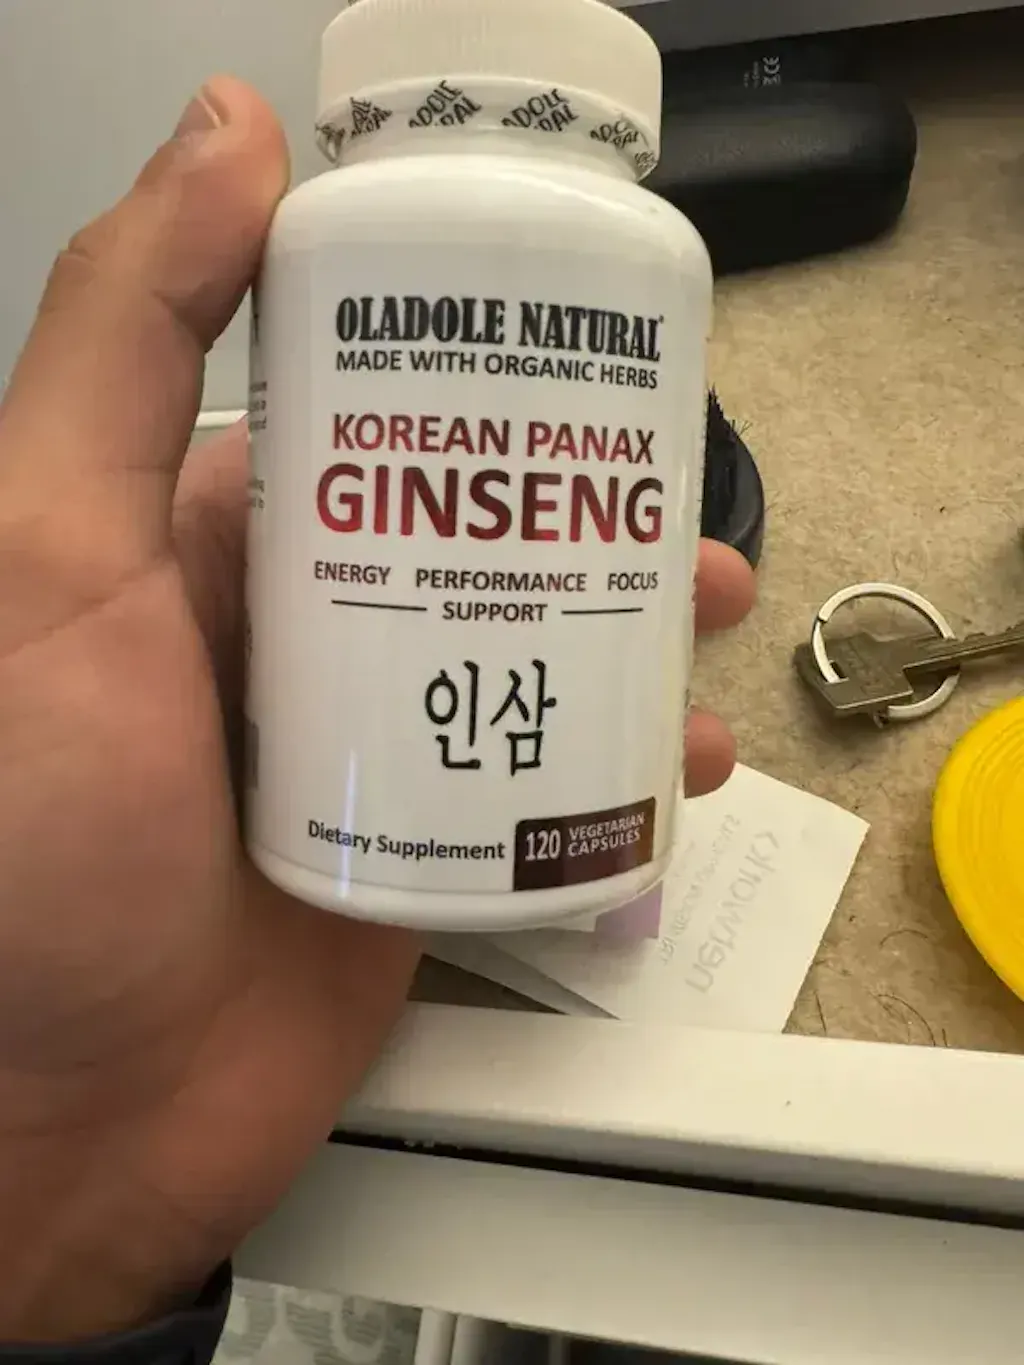 OLADOLE NATURAL
MADE WITH ORGANIC HERBS
KOREAN PANAX
GINSENG
ENERGY PERFORMANCE FOCUS
SUPPORT
인삼
Dietary Supplement
120 VEGETARIAN
CAPSULES